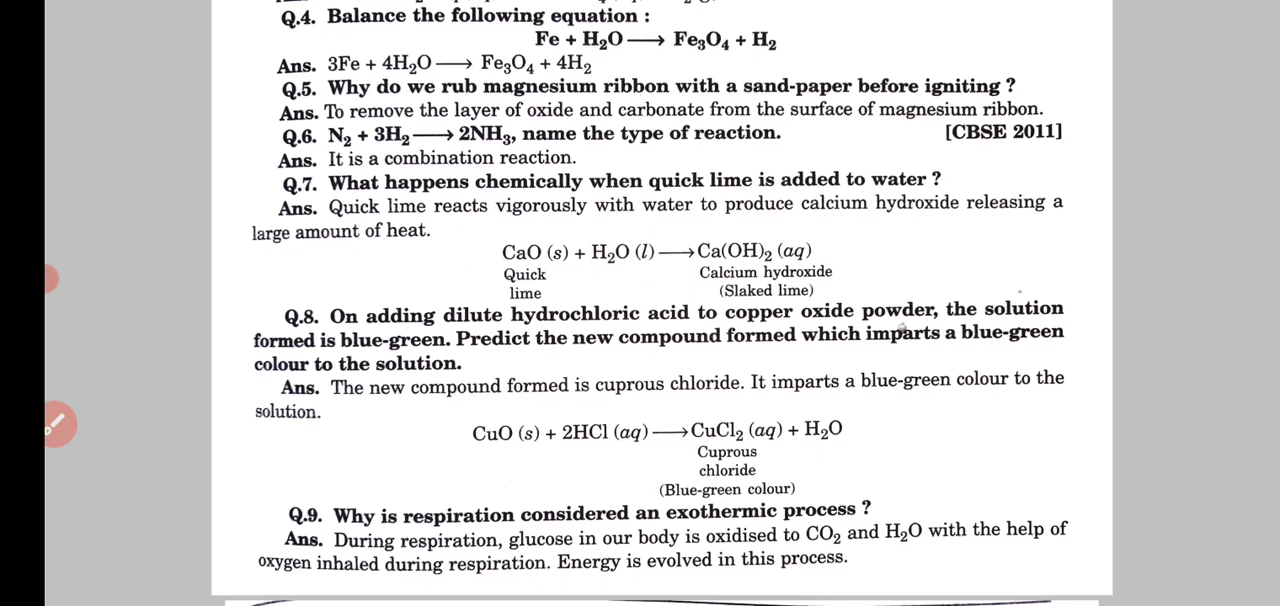 Q.4. Balance the following equation :
Fe + H₂O ⟶ Fe₃O₄ + H₂
Ans. 3Fe + 4H₂O ⟶ Fe₃O₄ + 4H₂
Q.5. Why do we rub magnesium ribbon with a sand-paper before igniting ?
Ans. To remove the layer of oxide and carbonate from the surface of magnesium ribbon.
Q.6. N₂ + 3H₂ ⟶ 2NH₃, name the type of reaction. [CBSE 2011]
Ans. It is a combination reaction.
Q.7. What happens chemically when quick lime is added to water ?
Ans. Quick lime reacts vigorously with water to produce calcium hydroxide releasing a
large amount of heat.
CaO (s) + H₂O (l) ⟶ Ca(OH)₂ (aq)
Quick Calcium hydroxide
lime (Slaked lime)
Q.8. On adding dilute hydrochloric acid to copper oxide powder, the solution
formed is blue-green. Predict the new compound formed which imparts a blue-green
colour to the solution.
Ans. The new compound formed is cuprous chloride. It imparts a blue-green colour to the
solution.
CuO (s) + 2HCl (aq) ⟶ CuCl₂ (aq) + H₂O
Cuprous
chloride
(Blue-green colour)
Q.9. Why is respiration considered an exothermic process ?
Ans. During respiration, glucose in our body is oxidised to CO₂ and H₂O with the help of
oxygen inhaled during respiration. Energy is evolved in this process.